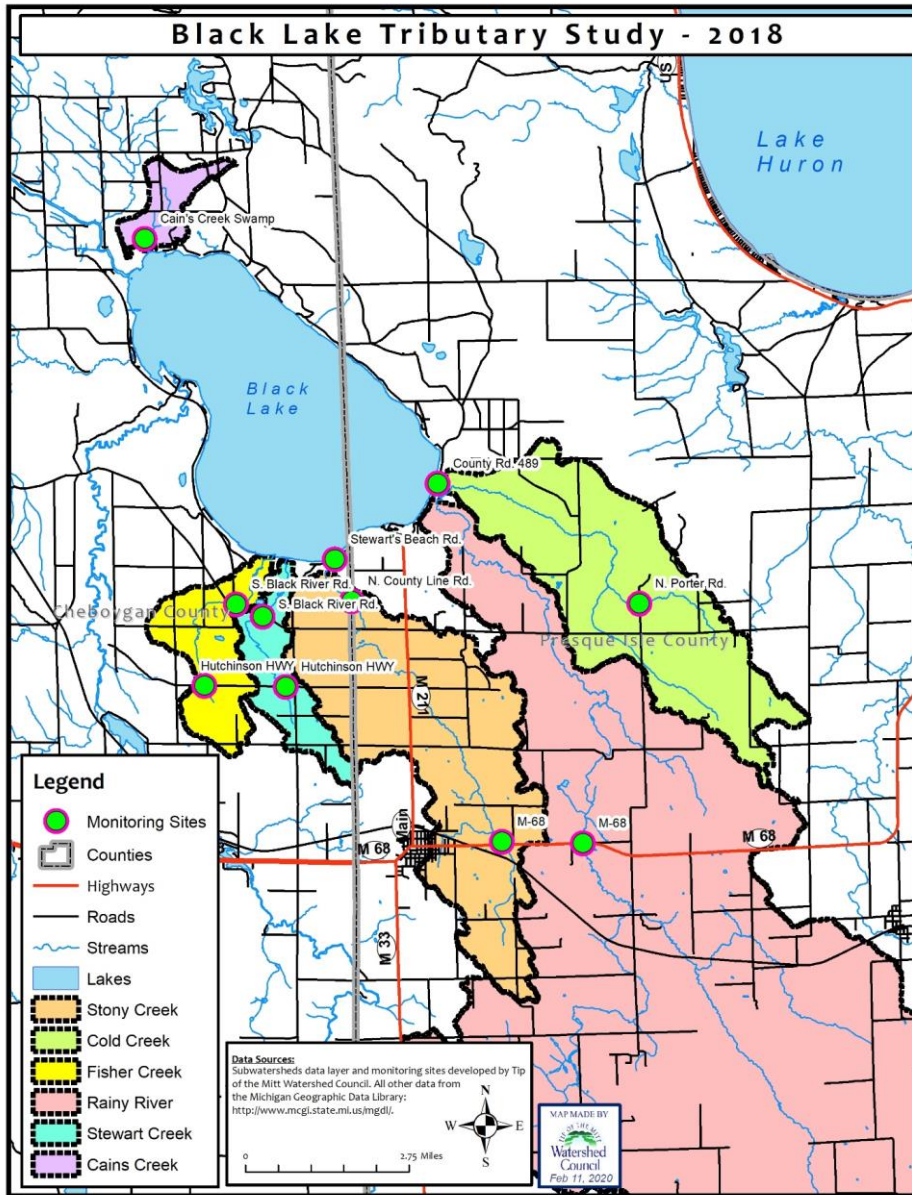 Black Lake Tributary Study - 2018
US
Lake
Huron
Cain's Creek Swamp
Black
Lake
County Rd. 489
Stewart's Beach Rd.
N. County Line Rd.
N. Porter Rd.
S. Black River Rd.
S. Black River Rd.
Cheboygan County
Presque Isle County
Hutchinson HWY
Hutchinson HWY
M 211
M-68
M-68
Main
M 68
M 68
M 33
Legend
Monitoring Sites
Counties
Highways
Roads
Streams
Lakes
Stony Creek
Cold Creek
Fisher Creek
Rainy River
Stewart Creek
Cains Creek
Data Sources:
Subwatersheds data layer and monitoring sites developed by Tip
of the Mitt Watershed Council. All other data from
the Michigan Geographic Data Library:
http://www.mcgi.state.mi.us/mgdl/.
N
W E
S
0 2.75 Miles
MAP MADE BY
TIP OF THE MITT
Watershed
Council
Feb 11, 2020